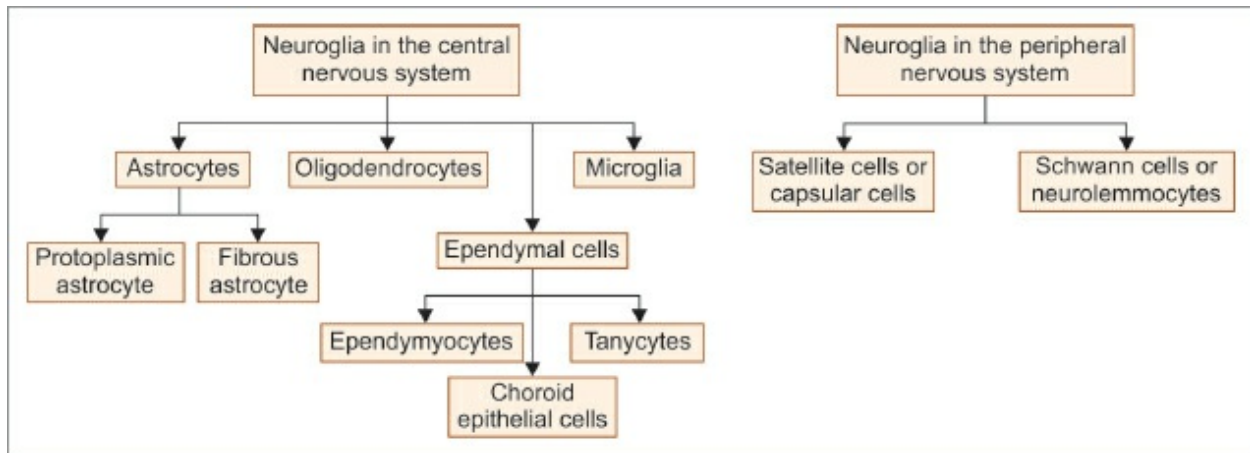 Neuroglia in the central
nervous system
Neuroglia in the peripheral
nervous system
Astrocytes
Oligodendrocytes
Microglia
Satellite cells or
capsular cells
Schwann cells or
neurolemmocytes
Protoplasmic
astrocyte
Fibrous
astrocyte
Ependymal cells
Ependymyocytes
Tanycytes
Choroid
epithelial cells